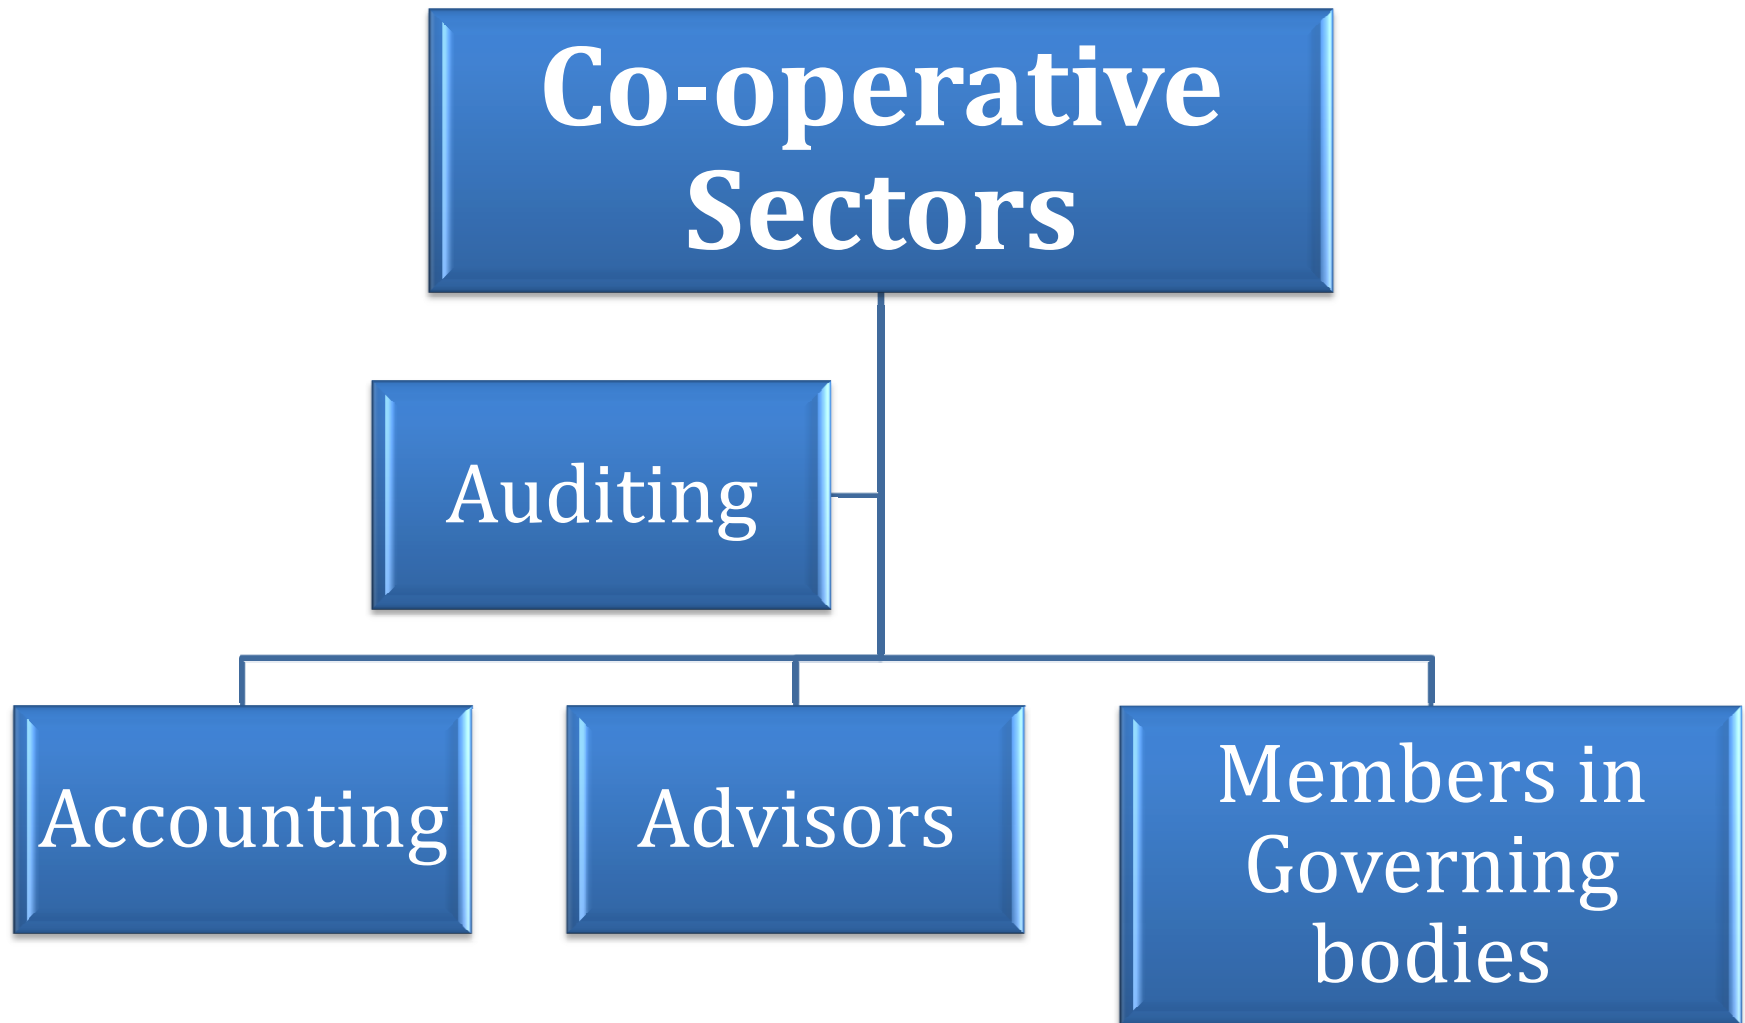 Co-operative
Sectors
Auditing
Accounting
Advisors
Members in
Governing
bodies